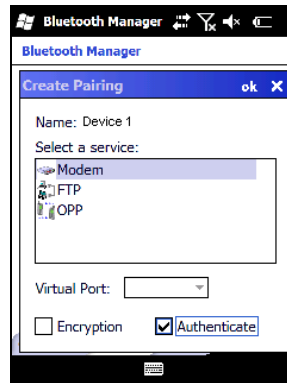 Bluetooth Manager
Bluetooth Manager
Create Pairing ok
Name: Device 1
Select a service:
Modem
FTP
OPP
Virtual Port:
Encryption Authenticate